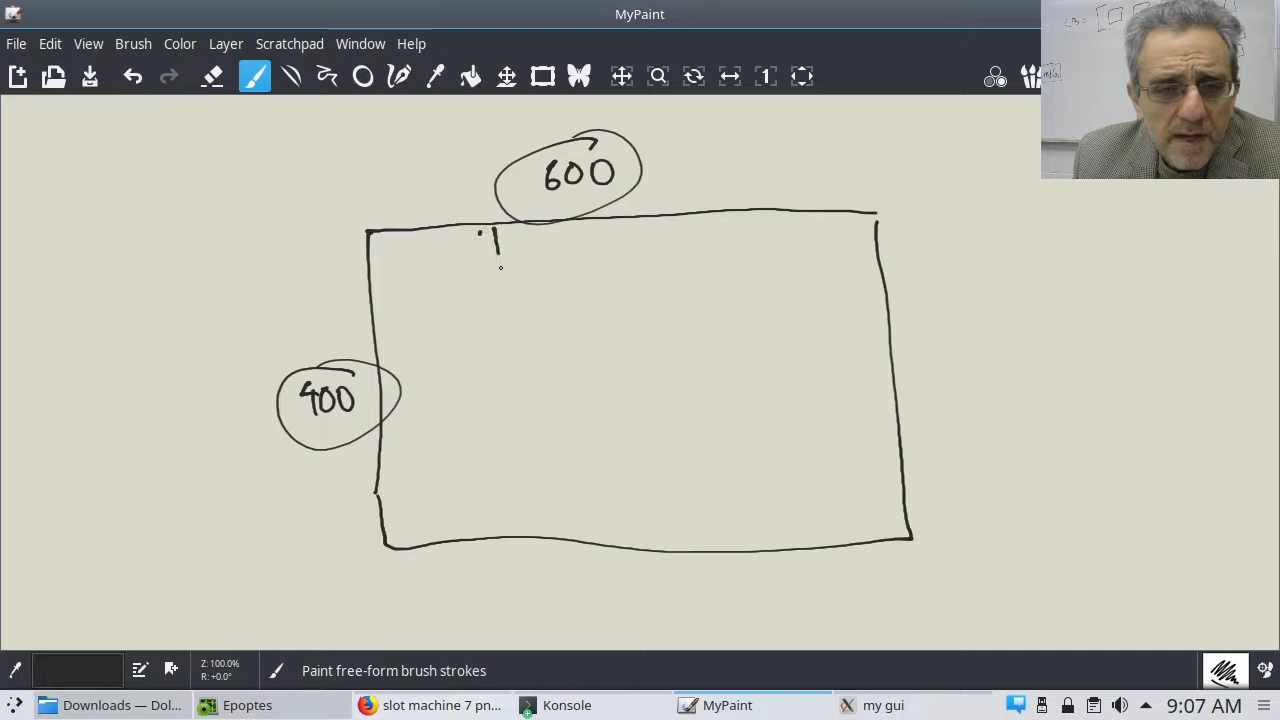 MyPaint
File Edit View Brush Color Layer Scratchpad Window Help
600
400
Z: 100.0%
R: +0.0°
Paint free-form brush strokes
Downloads — Dol... Epoptes slot machine 7 pn... Konsole MyPaint my gui 9:07 AM